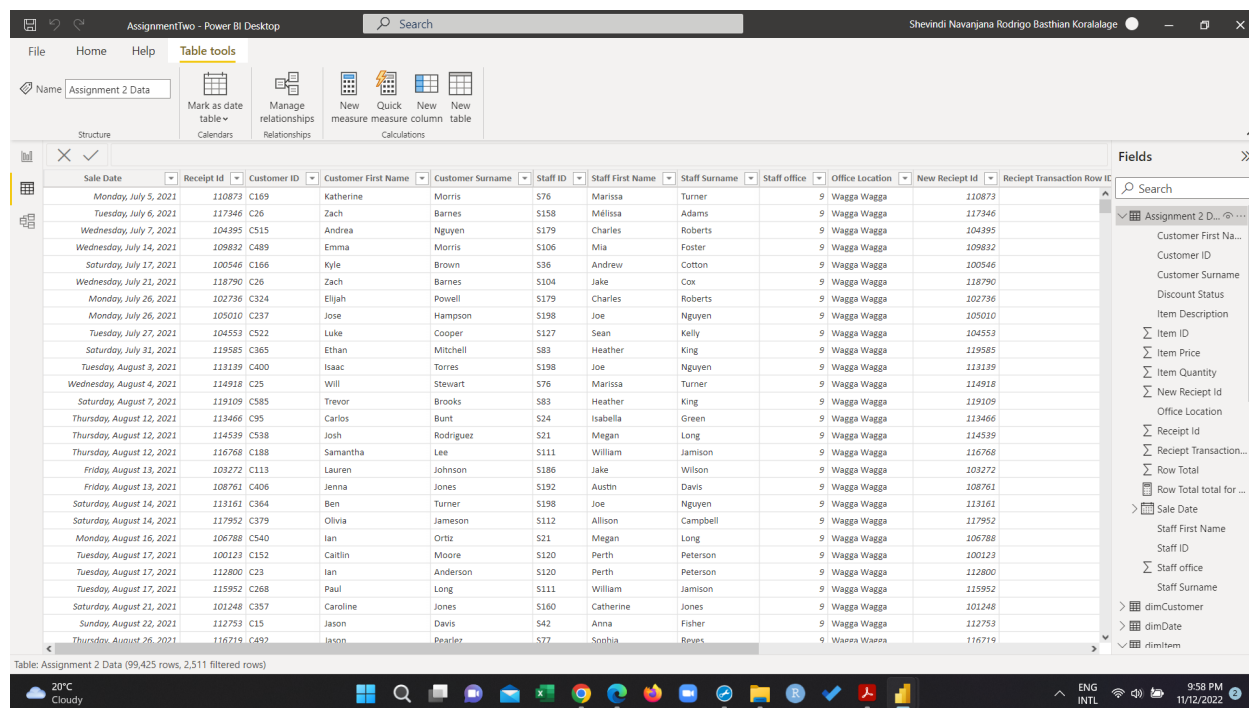 AssignmentTwo - Power BI Desktop
Search
Shevindi Navanjana Rodrigo Basthian Koralalage
File Home Help Table tools
Name Assignment 2 Data
Mark as date table
Manage relationships
New measure
Quick measure
New column
New table
Structure Calendars Relationships Calculations
Sale Date Receipt Id Customer ID Customer First Name Customer Surname Staff ID Staff First Name Staff Surname Staff office Office Location New Reciept Id Reciept Transaction Row ID
Monday, July 5, 2021 110873 C169 Katherine Morris S76 Marissa Turner 9 Wagga Wagga 110873
Tuesday, July 6, 2021 117346 C26 Zach Barnes S158 Mélissa Adams 9 Wagga Wagga 117346
Wednesday, July 7, 2021 104395 C515 Andrea Nguyen S179 Charles Roberts 9 Wagga Wagga 104395
Wednesday, July 14, 2021 109832 C489 Emma Morris S106 Mia Foster 9 Wagga Wagga 109832
Saturday, July 17, 2021 100546 C166 Kyle Brown S36 Andrew Cotton 9 Wagga Wagga 100546
Wednesday, July 21, 2021 118790 C26 Zach Barnes S104 Jake Cox 9 Wagga Wagga 118790
Monday, July 26, 2021 102736 C324 Elijah Powell S179 Charles Roberts 9 Wagga Wagga 102736
Monday, July 26, 2021 105010 C237 Jose Hampson S198 Joe Nguyen 9 Wagga Wagga 105010
Tuesday, July 27, 2021 104553 C522 Luke Cooper S127 Sean Kelly 9 Wagga Wagga 104553
Saturday, July 31, 2021 119585 C365 Ethan Mitchell S83 Heather King 9 Wagga Wagga 119585
Tuesday, August 3, 2021 113139 C400 Isaac Torres S198 Joe Nguyen 9 Wagga Wagga 113139
Wednesday, August 4, 2021 114918 C25 Will Stewart S76 Marissa Turner 9 Wagga Wagga 114918
Saturday, August 7, 2021 119109 C585 Trevor Brooks S83 Heather King 9 Wagga Wagga 119109
Thursday, August 12, 2021 113466 C95 Carlos Bunt S24 Isabella Green 9 Wagga Wagga 113466
Thursday, August 12, 2021 114539 C538 Josh Rodriguez S21 Megan Long 9 Wagga Wagga 114539
Thursday, August 12, 2021 116768 C188 Samantha Lee S111 William Jamison 9 Wagga Wagga 116768
Friday, August 13, 2021 103272 C113 Lauren Johnson S186 Jake Wilson 9 Wagga Wagga 103272
Friday, August 13, 2021 108761 C406 Jenna Jones S192 Austin Davis 9 Wagga Wagga 108761
Saturday, August 14, 2021 113161 C364 Ben Turner S198 Joe Nguyen 9 Wagga Wagga 113161
Saturday, August 14, 2021 117952 C379 Olivia Jameson S112 Allison Campbell 9 Wagga Wagga 117952
Monday, August 16, 2021 106788 C540 Ian Ortiz S21 Megan Long 9 Wagga Wagga 106788
Tuesday, August 17, 2021 100123 C152 Caitlin Moore S120 Perth Peterson 9 Wagga Wagga 100123
Tuesday, August 17, 2021 112800 C23 Ian Anderson S120 Perth Peterson 9 Wagga Wagga 112800
Tuesday, August 17, 2021 115952 C268 Paul Long S111 William Jamison 9 Wagga Wagga 115952
Saturday, August 21, 2021 101248 C357 Caroline Jones S160 Catherine Jones 9 Wagga Wagga 101248
Sunday, August 22, 2021 112753 C15 Jason Davis S42 Anna Fisher 9 Wagga Wagga 112753
Thursday, August 26, 2021 116719 C492 Jason Pearlez S77 Sophia Reyes 9 Wagga Wagga 116719
Fields
Search
Assignment 2 D...
Customer First Na...
Customer ID
Customer Surname
Discount Status
Item Description
Item ID
Item Price
Item Quantity
New Reciept Id
Office Location
Receipt Id
Reciept Transaction...
Row Total
Row Total total for ...
Sale Date
Staff First Name
Staff ID
Staff office
Staff Surname
dimCustomer
dimDate
dimItem
Table: Assignment 2 Data (99,425 rows, 2,511 filtered rows)
20°C
Cloudy
ENG
INTL
9:58 PM
11/12/2022
2